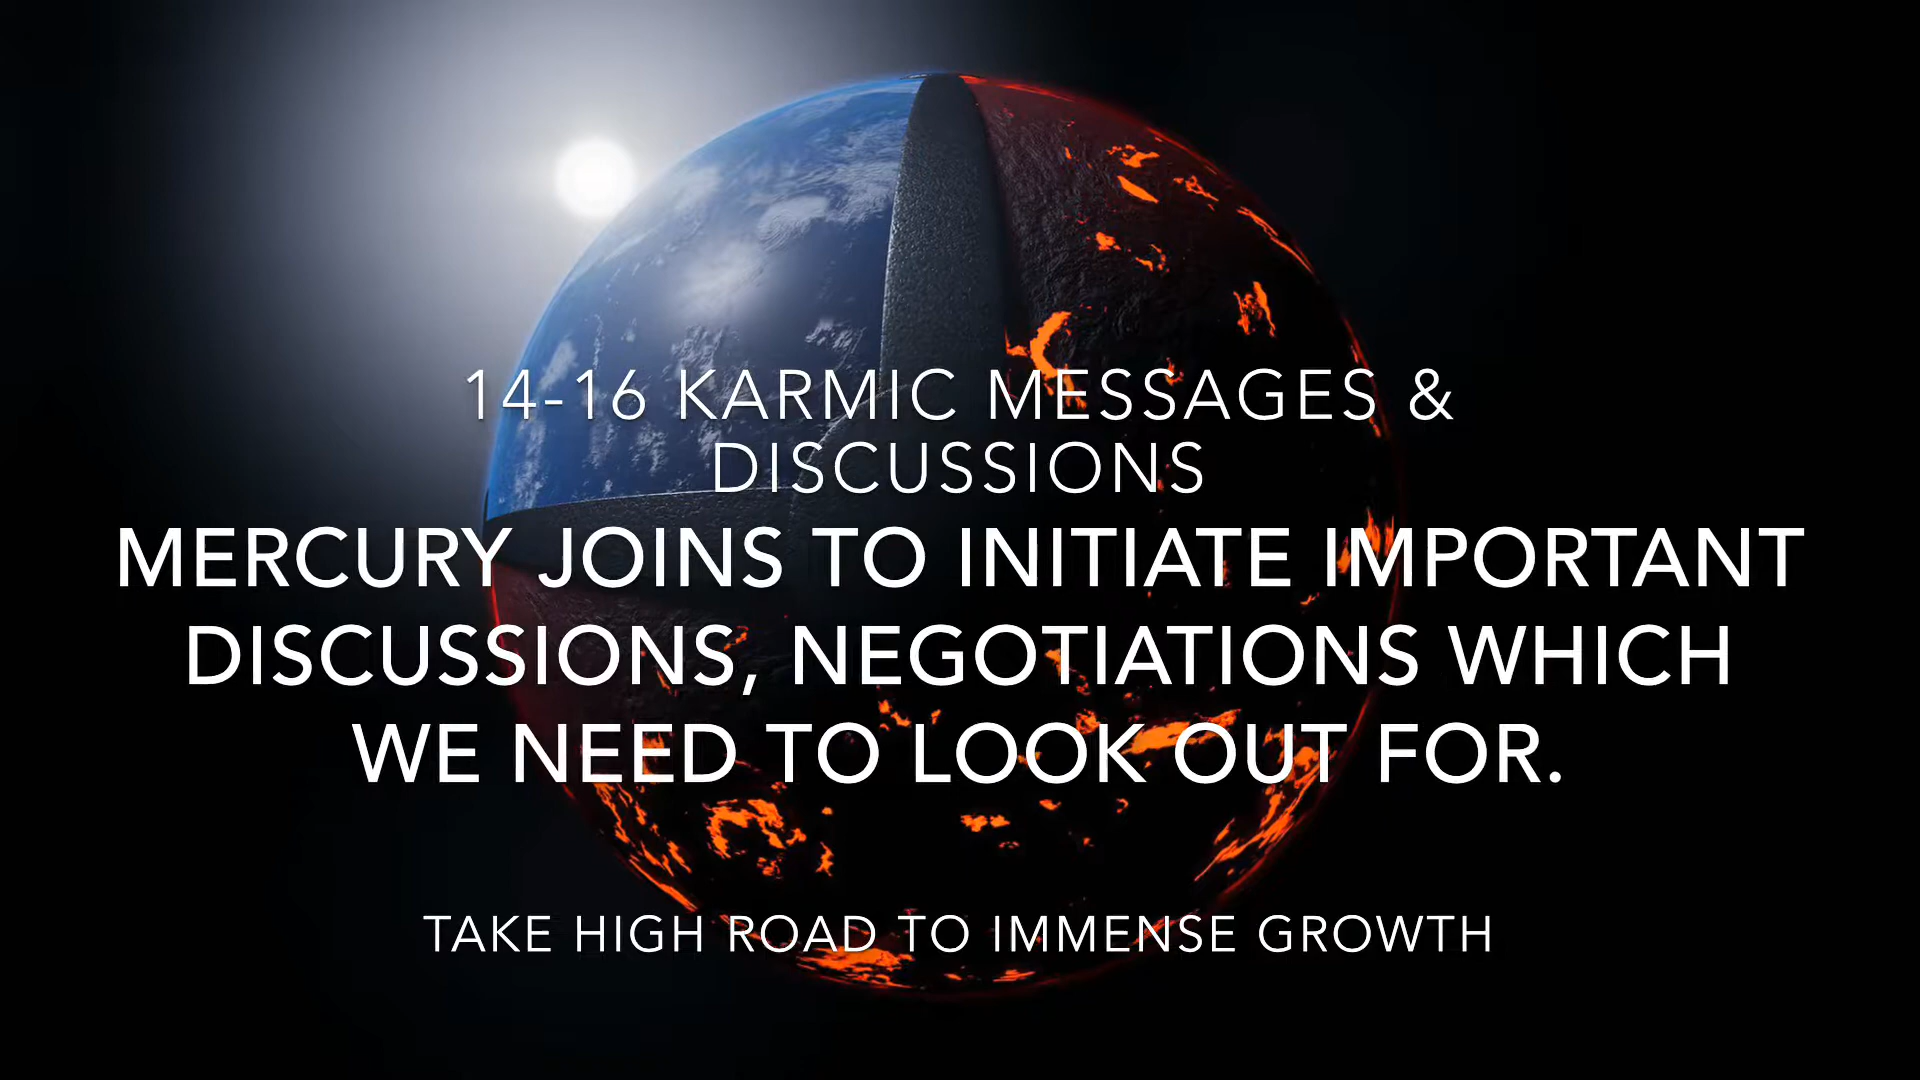 14-16 KARMIC MESSAGES &
DISCUSSIONS
MERCURY JOINS TO INITIATE IMPORTANT
DISCUSSIONS, NEGOTIATIONS WHICH
WE NEED TO LOOK OUT FOR.
TAKE HIGH ROAD TO IMMENSE GROWTH